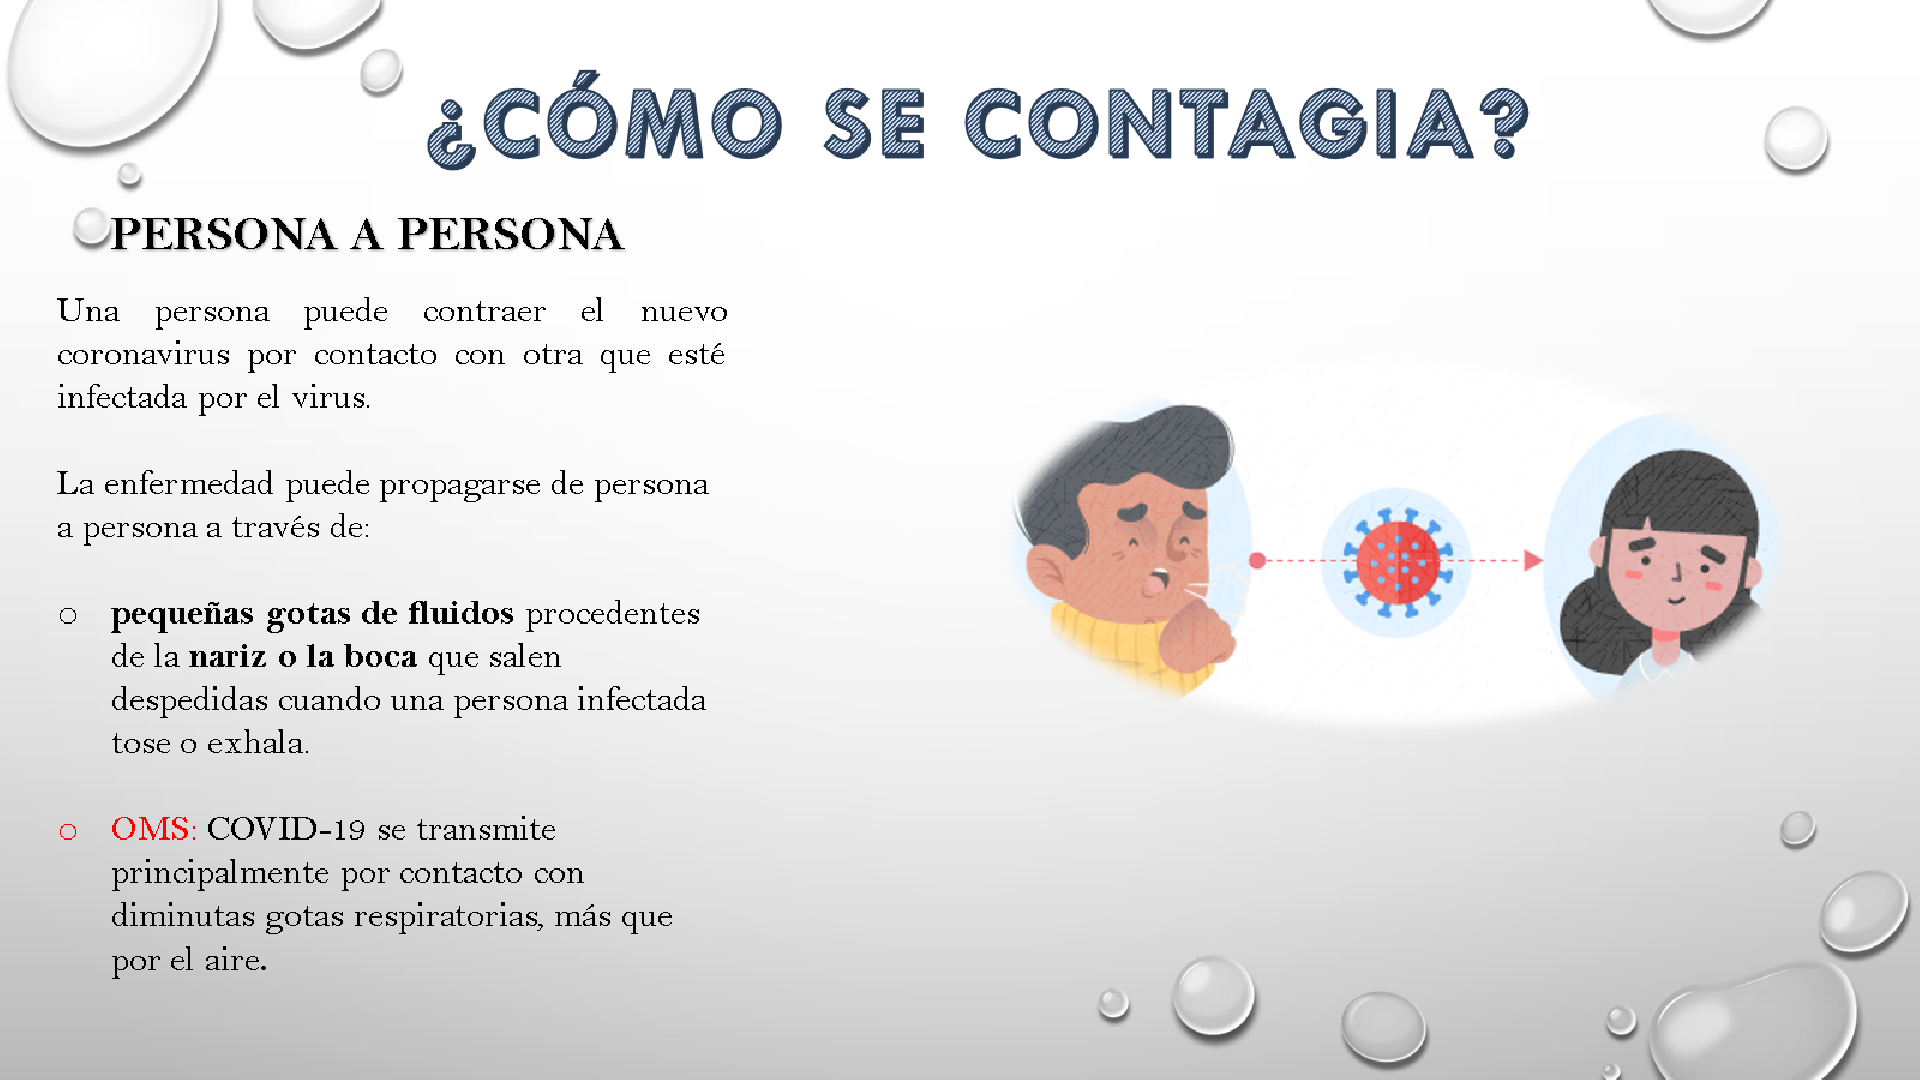 ¿CÓMO SE CONTAGIA?
PERSONA A PERSONA
Una persona puede contraer el nuevo
coronavirus por contacto con otra que esté
infectada por el virus.
La enfermedad puede propagarse de persona
a persona a través de:
o pequeñas gotas de fluidos procedentes
de la nariz o la boca que salen
despedidas cuando una persona infectada
tose o exhala.
o OMS: COVID-19 se transmite
principalmente por contacto con
diminutas gotas respiratorias, más que
por el aire.